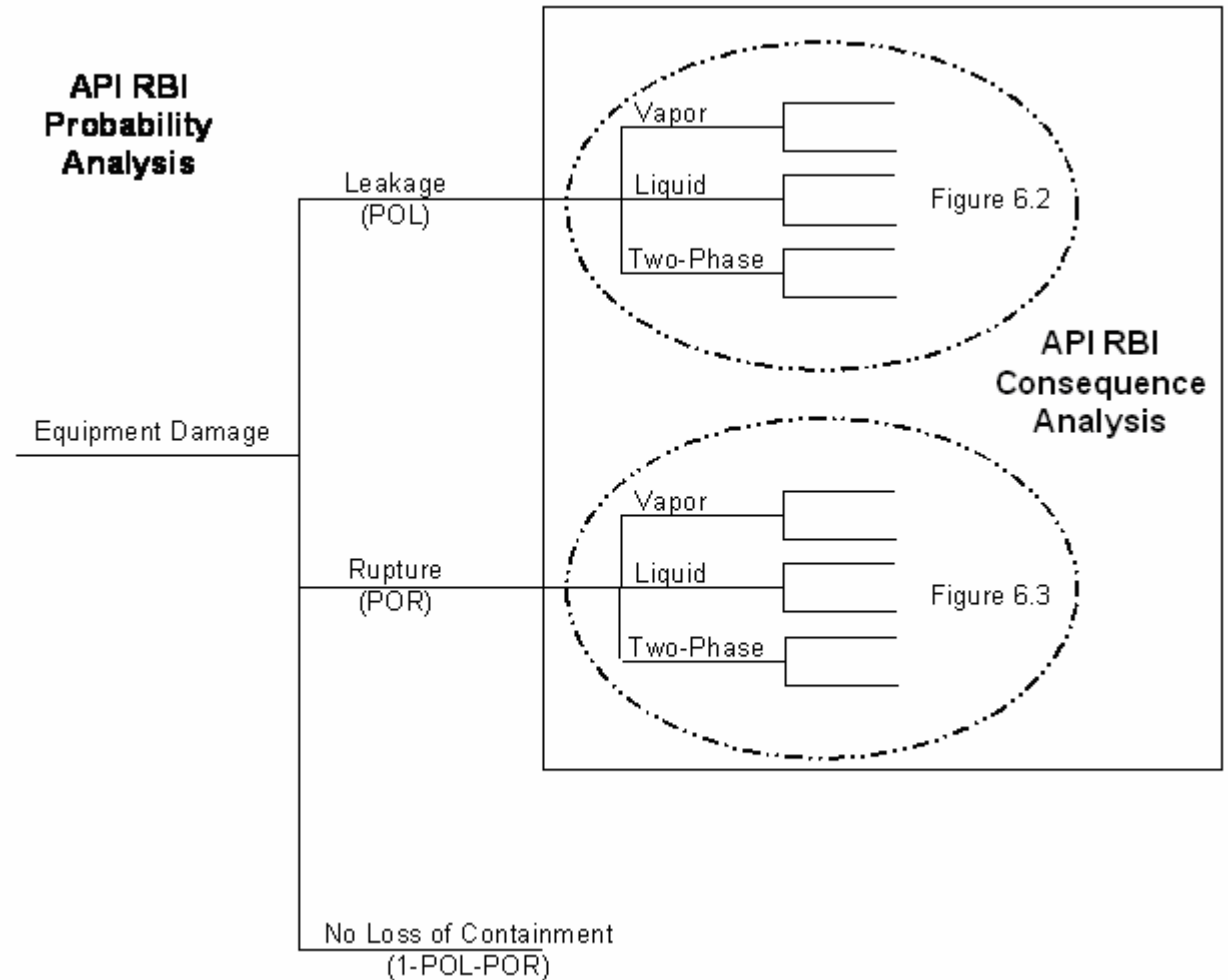 API RBI
Probability
Analysis
Leakage
(POL)
Vapor
Liquid
Two-Phase
Figure 6.2
API RBI
Consequence
Analysis
Equipment Damage
Rupture
(POR)
Vapor
Liquid
Two-Phase
Figure 6.3
No Loss of Containment
(1-POL-POR)